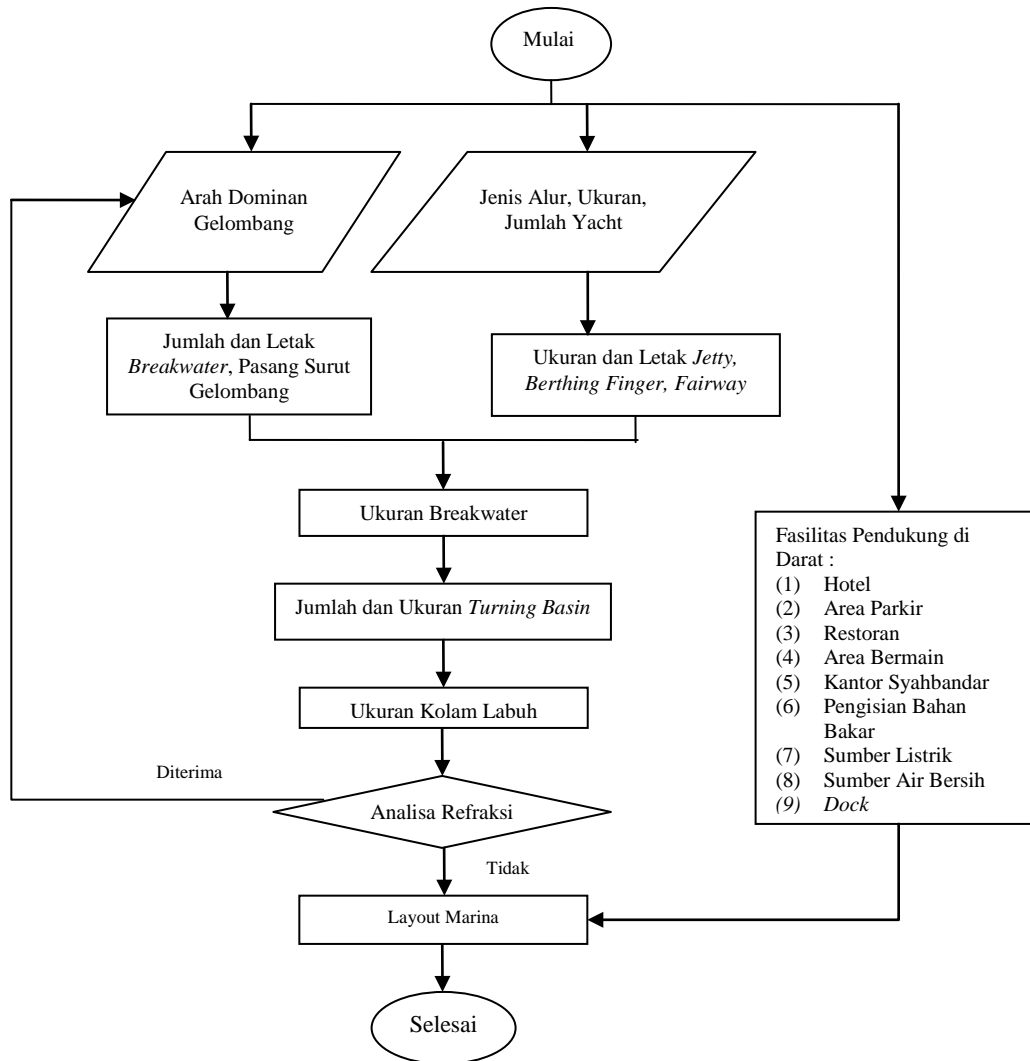 Mulai
Arah Dominan
Gelombang
Jenis Alur, Ukuran,
Jumlah Yacht
Jumlah dan Letak
Breakwater, Pasang Surut
Gelombang
Ukuran dan Letak Jetty,
Berthing Finger, Fairway
Ukuran Breakwater
Jumlah dan Ukuran Turning Basin
Ukuran Kolam Labuh
Diterima
Analisa Refraksi
Tidak
Layout Marina
Selesai
Fasilitas Pendukung di
Darat :
(1) Hotel
(2) Area Parkir
(3) Restoran
(4) Area Bermain
(5) Kantor Syahbandar
(6) Pengisian Bahan
Bakar
(7) Sumber Listrik
(8) Sumber Air Bersih
(9) Dock